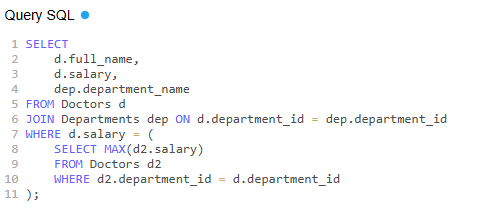 Query SQL
1 SELECT
2     d.full_name,
3     d.salary,
4     dep.department_name
5 FROM Doctors d
6 JOIN Departments dep ON d.department_id = dep.department_id
7 WHERE d.salary = (
8     SELECT MAX(d2.salary)
9     FROM Doctors d2
10     WHERE d2.department_id = d.department_id
11 );